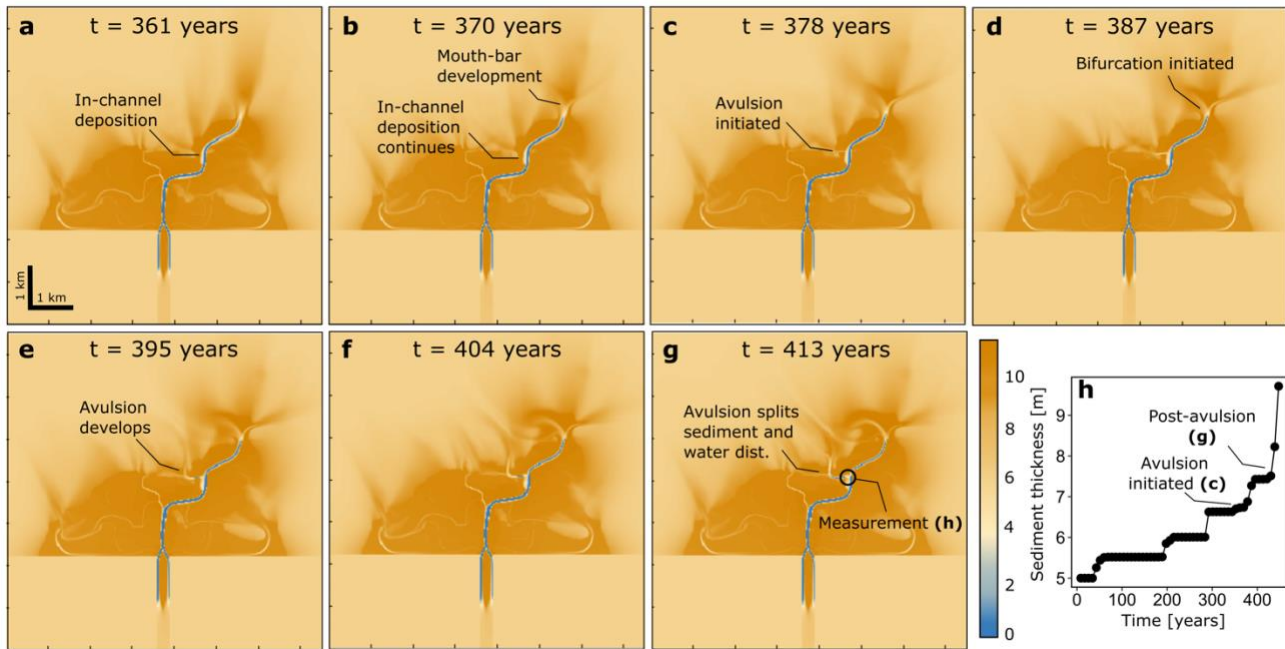 a
t = 361 years
In-channel
deposition
1 km
1 km
b
t = 370 years
Mouth-bar
development
In-channel
deposition
continues
c
t = 378 years
Avulsion
initiated
d
t = 387 years
Bifurcation initiated
e
t = 395 years
Avulsion
develops
f
t = 404 years
g
t = 413 years
Avulsion splits
sediment and
water dist.
Measurement (h)
10
8
6
4
2
0
h
Sediment thickness [m]
9
8
7
6
5
Post-avulsion
(g)
Avulsion
initiated (c)
0 100 200 300 400
Time [years]